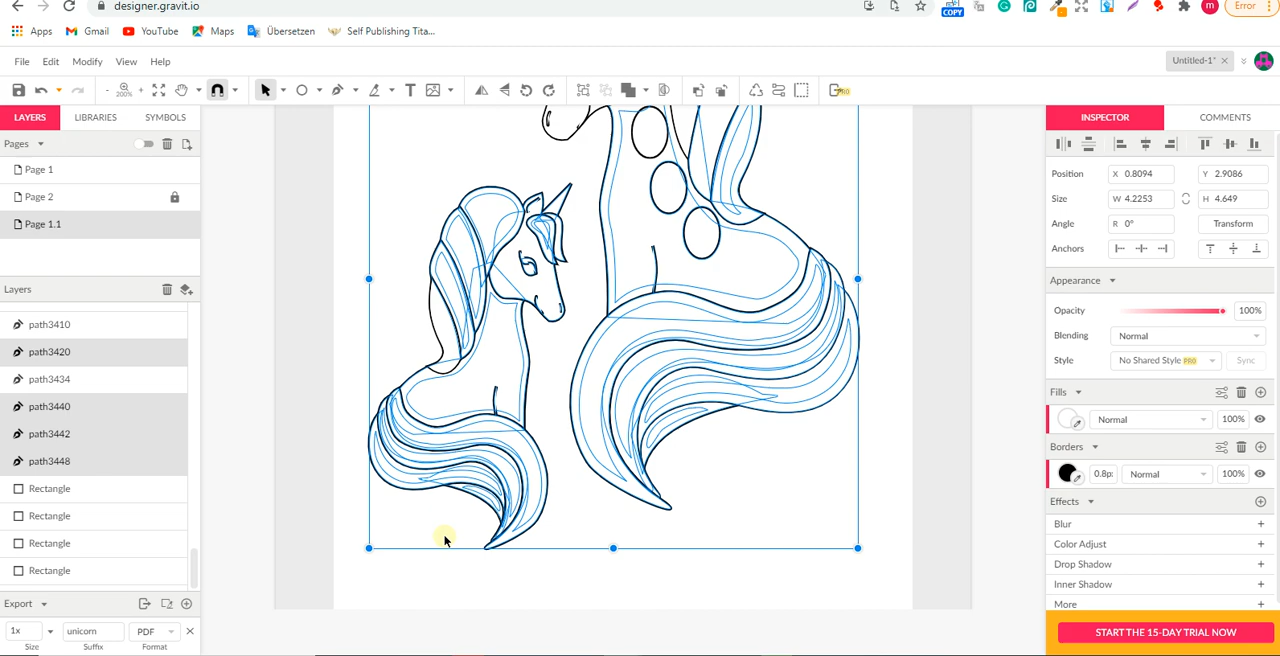 designer.gravit.io
COPY
m
Error
Apps
Gmail
YouTube
Maps
Übersetzen
Self Publishing Tita...
File
Edit
Modify
View
Help
Untitled-1*
200%
PRO
LAYERS
LIBRARIES
SYMBOLS
INSPECTOR
COMMENTS
Pages
Page 1
Page 2
Page 1.1
Layers
path3410
path3420
path3434
path3440
path3442
path3448
Rectangle
Rectangle
Rectangle
Rectangle
Export
1x
unicorn
PDF
Size
Suffix
Format
Position
X 0.8094
Y 2.9086
Size
W 4.2253
H 4.649
Angle
R 0°
Transform
Anchors
Appearance
Opacity
100%
Blending
Normal
Style
No Shared Style PRO
Sync
Fills
Normal
100%
Borders
0.8p:
Normal
100%
Effects
Blur
Color Adjust
Drop Shadow
Inner Shadow
More
START THE 15-DAY TRIAL NOW